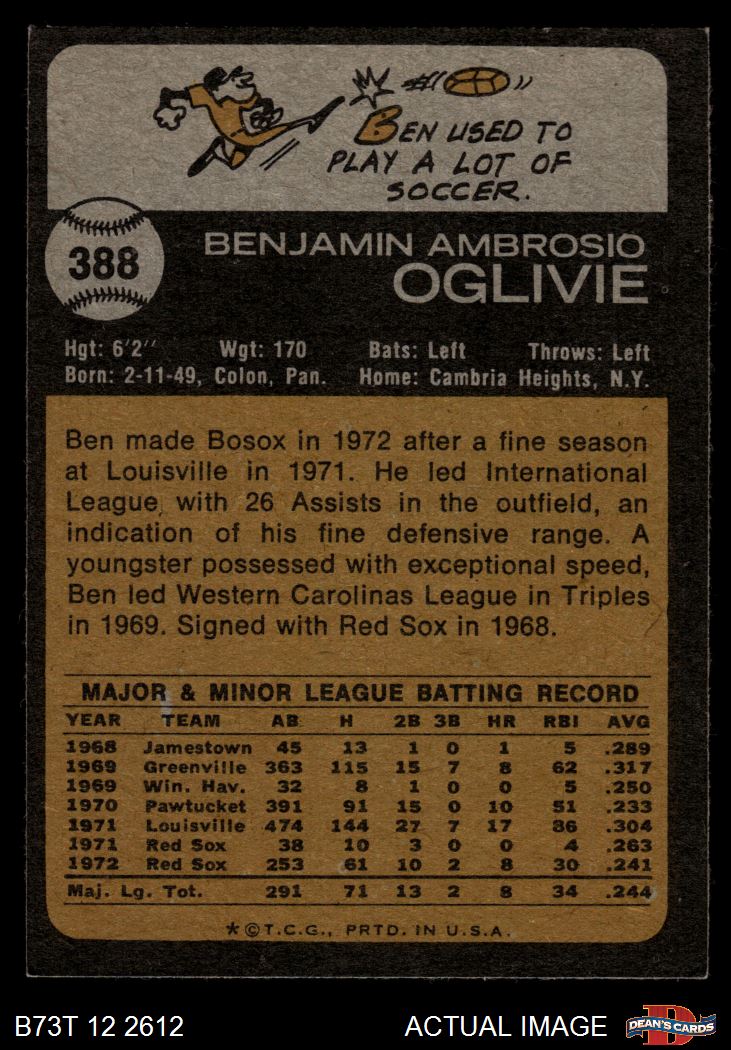 BEN USED TO
PLAY A LOT OF
SOCCER.
388
BENJAMIN AMBROSIO
OGLIVIE
Hgt: 6'2" Wgt: 170 Bats: Left Throws: Left
Born: 2-11-49, Colon, Pan. Home: Cambria Heights, N.Y.
Ben made Bosox in 1972 after a fine season
at Louisville in 1971. He led International
League with 26 Assists in the outfield, an
indication of his fine defensive range. A
youngster possessed with exceptional speed,
Ben led Western Carolinas League in Triples
in 1969. Signed with Red Sox in 1968.
MAJOR & MINOR LEAGUE BATTING RECORD
YEAR TEAM AB H 2B 3B HR RBI AVG
1968 Jamestown 45 13 1 0 1 5 .289
1969 Greenville 363 115 15 7 8 62 .317
1969 Win. Hav. 32 8 1 0 0 5 .250
1970 Pawtucket 391 91 15 0 10 51 .233
1971 Louisville 474 144 27 7 17 86 .304
1971 Red Sox 38 10 3 0 0 4 .263
1972 Red Sox 253 61 10 2 8 30 .241
Maj. Lg. Tot. 291 71 13 2 8 34 .244
*©T.C.G., PRTD. IN U.S.A.
B73T 12 2612 ACTUAL IMAGE
D
DEAN'S CARDS